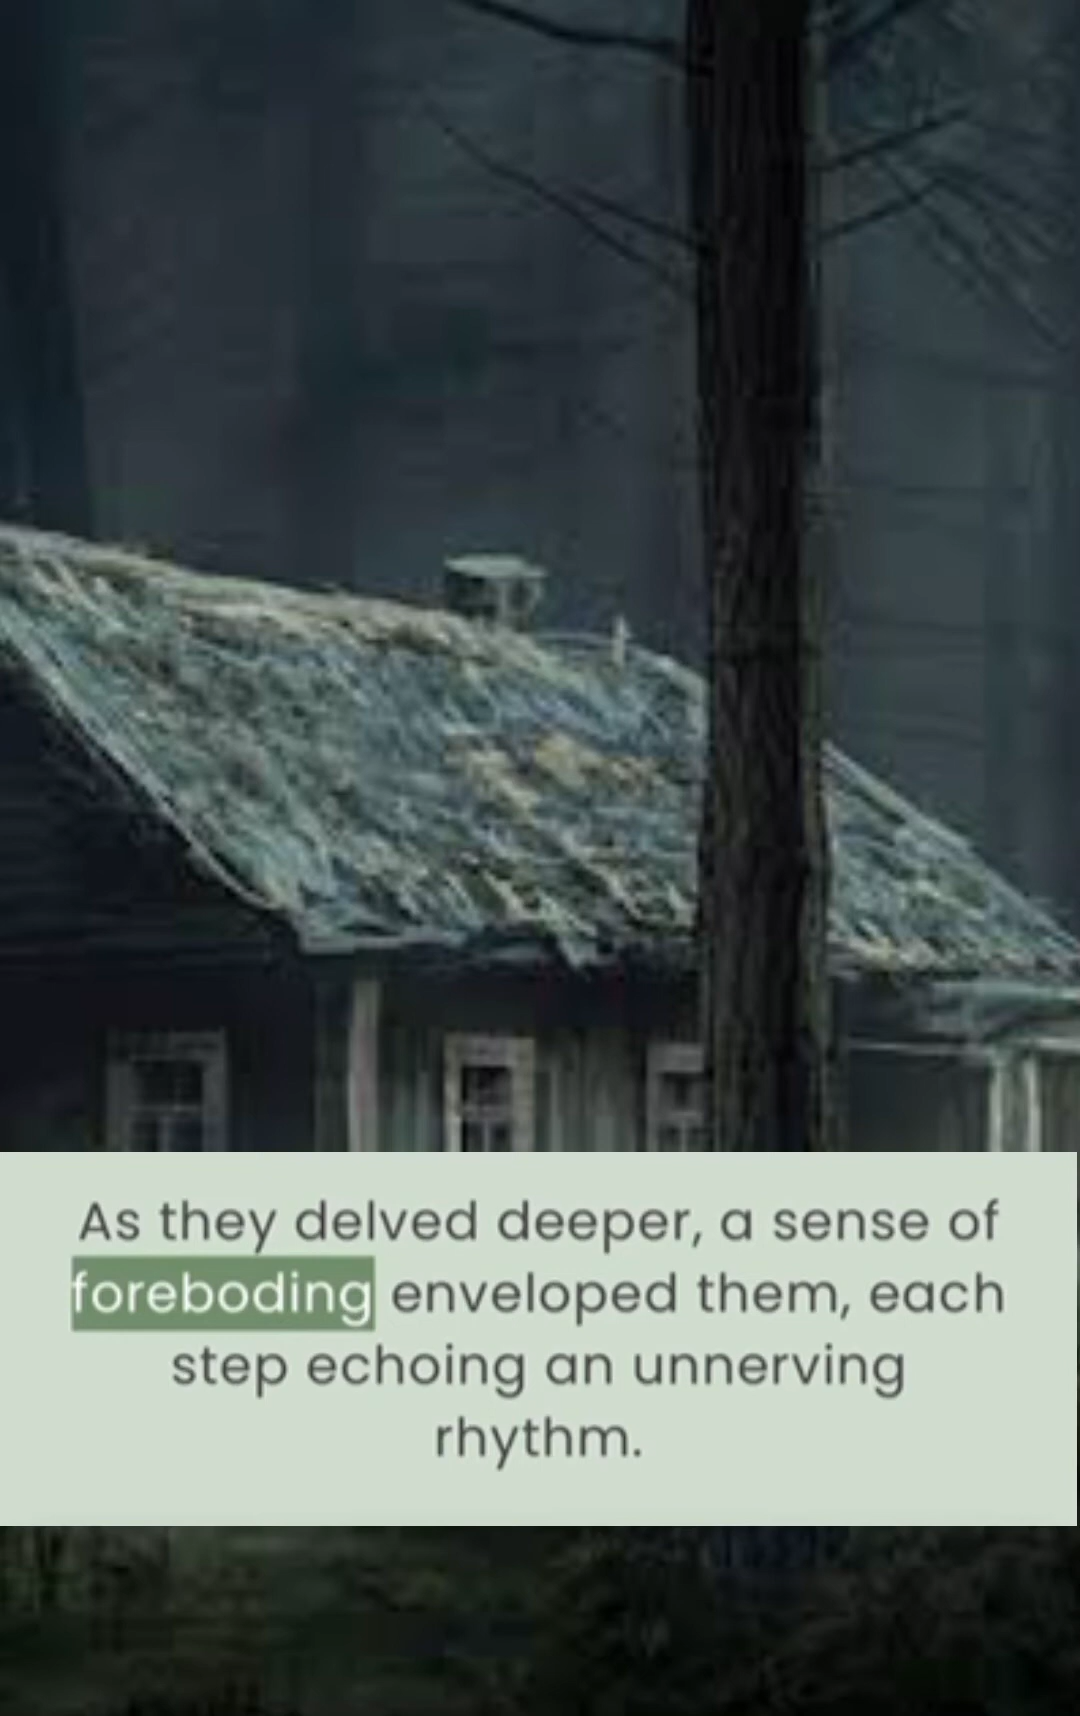 As they delved deeper, a sense of
foreboding enveloped them, each
step echoing an unnerving
rhythm.